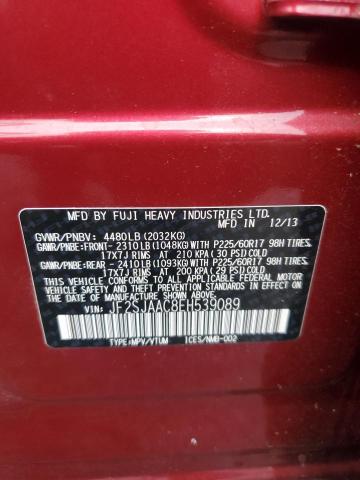 MFD. BY FUJI HEAVY INDUSTRIES LTD.
MADE IN JAPAN 12/13
GVWR/PNBV: 4480LB (2032KG)
GAWR/PNBE: FRONT-2310LB (1048KG) WITH P225/60R17 98H TIRES.
17X7J RIMS AT 210 KPA (30 PSI) COLD
GAWR/PNBE: REAR -2410LB (1093KG) WITH P225/60R17 98H TIRES.
17X7J RIMS AT 200 KPA (29 PSI) COLD
THIS VEHICLE CONFORMS TO ALL APPLICABLE FEDERAL MOTOR
VEHICLE SAFETY AND BUMPER STANDARDS IN EFFECT ON THE
DATE OF MANUFACTURE SHOWN ABOVE.
VIN: JF2SJAAC8EH539089
TYPE:MPV/VTUM ICES/NMB-002